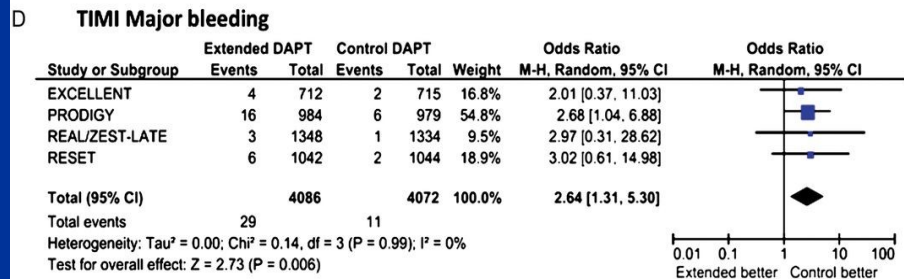 D TIMI Major bleeding
Extended DAPT Control DAPT Odds Ratio Odds Ratio
Study or Subgroup Events Total Events Total Weight M-H, Random, 95% CI M-H, Random, 95% CI
EXCELLENT 4 712 2 715 16.8% 2.01 [0.37, 11.03]
PRODIGY 16 984 6 979 54.8% 2.68 [1.04, 6.88]
REAL/ZEST-LATE 3 1348 1 1334 9.5% 2.97 [0.31, 28.62]
RESET 6 1042 2 1044 18.9% 3.02 [0.61, 14.98]
Total (95% CI) 4086 4072 100.0% 2.64 [1.31, 5.30]
Total events 29 11
Heterogeneity: Tau² = 0.00; Chi² = 0.14, df = 3 (P = 0.99); I² = 0%
Test for overall effect: Z = 2.73 (P = 0.006)
0.01 0.1 1 10 100
Extended better Control better